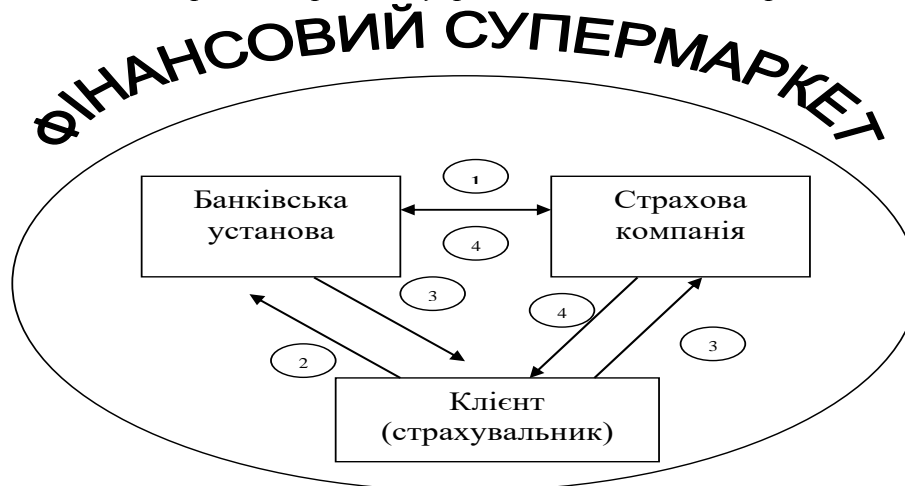 ФІНАНСОВИЙ СУПЕРМАРКЕТ
1
Банківська
установа
Страхова
компанія
4
3
4
2
3
Клієнт
(страхувальник)